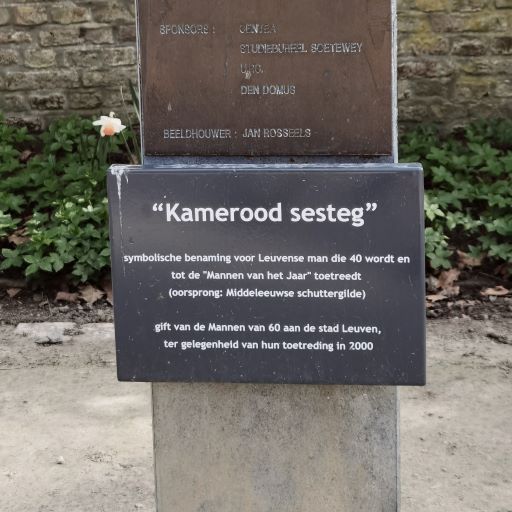 SPONSORS : CENTEA
STUDIEBUREEL SOETEWEY
U.C.
DEN DOMUS
BEELDHOUWER : JAN ROSSEELS
“Kamerood sesteg”
symbolische benaming voor Leuvense man die 40 wordt en
tot de "Mannen van het Jaar" toetreedt
(oorsprong: Middeleeuwse schuttergilde)
gift van de Mannen van 60 aan de stad Leuven,
ter gelegenheid van hun toetreding in 2000